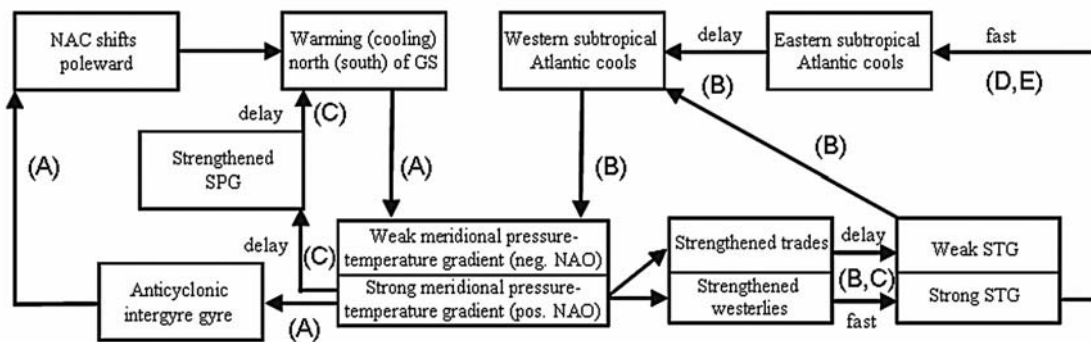 NAC shifts
poleward
Warming (cooling)
north (south) of GS
Western subtropical
Atlantic cools
delay
(B)
Eastern subtropical
Atlantic cools
fast
(D,E)
(A)
delay
(C)
Strengthened
SPG
(A)
(B)
(B)
delay
(C)
Anticyclonic
intergyre gyre
(A)
Weak meridional pressure-
temperature gradient (neg. NAO)
Strong meridional pressure-
temperature gradient (pos. NAO)
Strengthened trades
Strengthened
westerlies
delay
(B,C)
fast
Weak STG
Strong STG